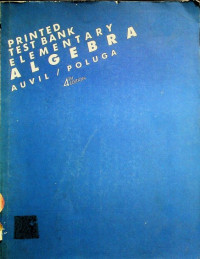 PRINTED
TEST BANK
ELEMENTARY
ALGEBRA
AUVIL / POLUGA
4th Edition